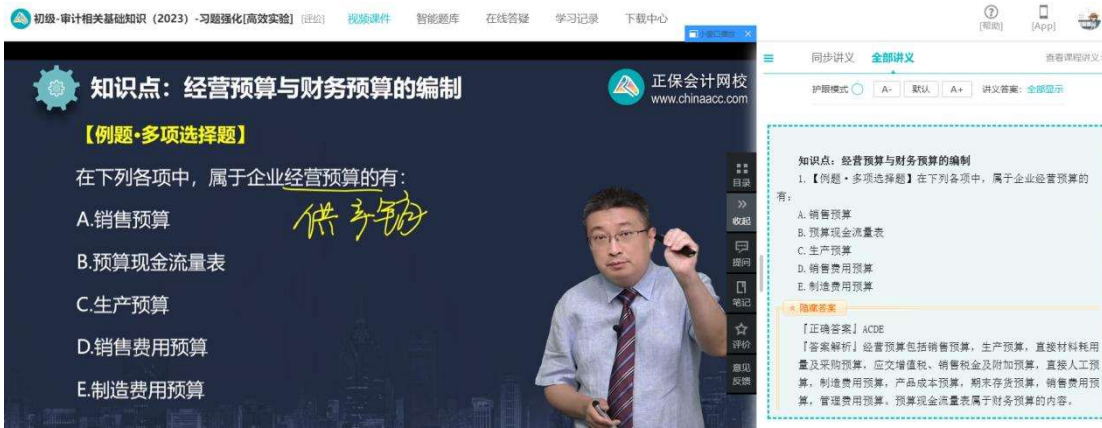 初级-审计相关基础知识（2023）-习题强化[高效实验] [评价] 视频课件 智能题库 在线答疑 学习记录 下载中心
[帮助] [App]
小窗口播放 ×
知识点：经营预算与财务预算的编制
正保会计网校
www.chinaacc.com
【例题•多项选择题】
在下列各项中，属于企业经营预算的有：
供产销
A.销售预算
B.预算现金流量表
C.生产预算
D.销售费用预算
E.制造费用预算
目录
收起
提问
笔记
评价
意见
反馈
同步讲义 全部讲义 查看课程讲义
护眼模式 A- 默认 A+ 讲义答案：全部显示
知识点：经营预算与财务预算的编制
1.【例题•多项选择题】在下列各项中，属于企业经营预算的
有：
A.销售预算
B.预算现金流量表
C.生产预算
D.销售费用预算
E.制造费用预算
隐藏答案
『正确答案』ACDE
『答案解析』经营预算包括销售预算，生产预算，直接材料耗用
量及采购预算，应交增值税、销售税金及附加预算，直接人工预
算，制造费用预算，产品成本预算，期末存货预算，销售费用预
算，管理费用预算。预算现金流量表属于财务预算的内容。